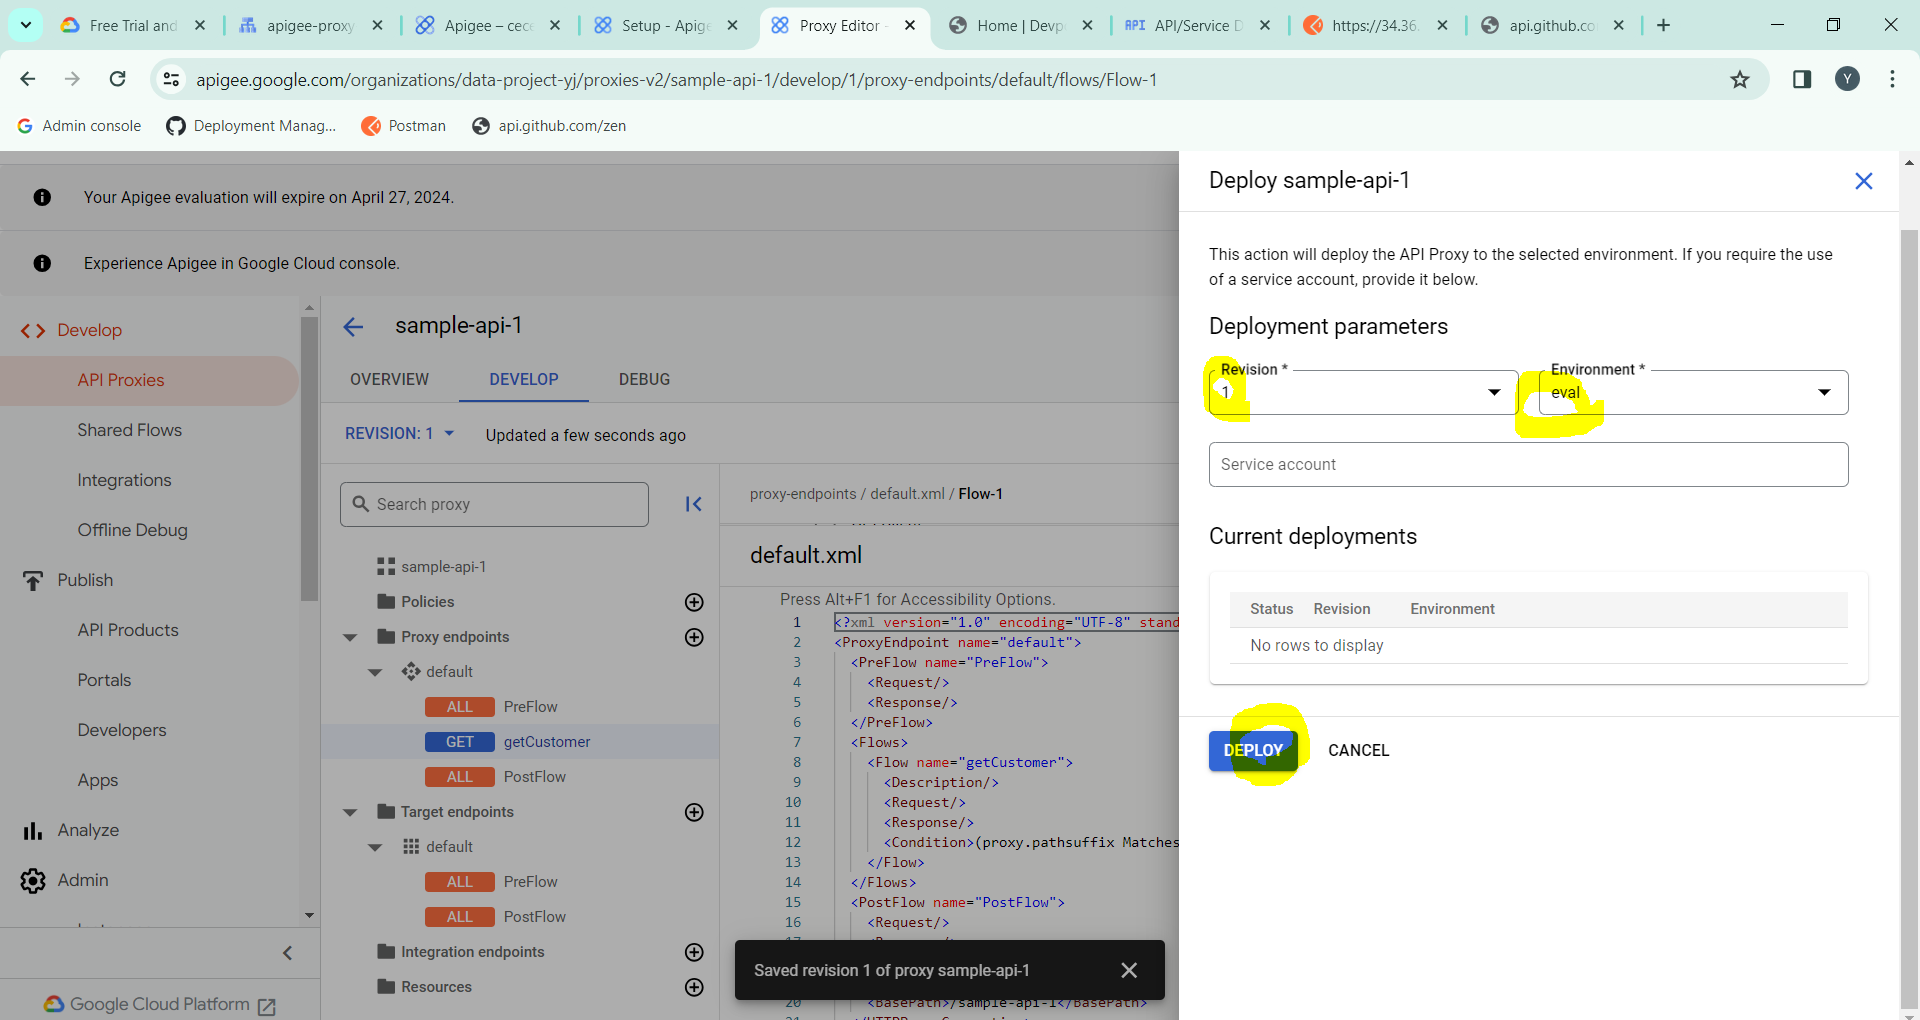 Free Trial and
apigee-proxy
Apigee – cece
Setup - Apige
Proxy Editor -
Home | Devpo
API API/Service D
https://34.36.
api.github.co
apigee.google.com/organizations/data-project-yj/proxies-v2/sample-api-1/develop/1/proxy-endpoints/default/flows/Flow-1
Y
Admin console
Deployment Manag...
Postman
api.github.com/zen
Your Apigee evaluation will expire on April 27, 2024.
Experience Apigee in Google Cloud console.
Develop
API Proxies
Shared Flows
Integrations
Offline Debug
Publish
API Products
Portals
Developers
Apps
Analyze
Admin
Google Cloud Platform
sample-api-1
OVERVIEW
DEVELOP
DEBUG
REVISION: 1
Updated a few seconds ago
Search proxy
sample-api-1
Policies
Proxy endpoints
default
ALL PreFlow
GET getCustomer
ALL PostFlow
Target endpoints
default
ALL PreFlow
ALL PostFlow
Integration endpoints
Resources
proxy-endpoints / default.xml / Flow-1
default.xml
Press Alt+F1 for Accessibility Options.
1 <?xml version="1.0" encoding="UTF-8" stand
2 <ProxyEndpoint name="default">
3 <PreFlow name="PreFlow">
4 <Request/>
5 <Response/>
6 </PreFlow>
7 <Flows>
8 <Flow name="getCustomer">
9 <Description/>
10 <Request/>
11 <Response/>
12 <Condition>(proxy.pathsuffix Matches
13 </Flow>
14 </Flows>
15 <PostFlow name="PostFlow">
16 <Request/>
20 <BasePath>/sample-api-1</BasePath>
Saved revision 1 of proxy sample-api-1
Deploy sample-api-1
This action will deploy the API Proxy to the selected environment. If you require the use
of a service account, provide it below.
Deployment parameters
Revision *
1
Environment *
eval
Service account
Current deployments
Status Revision Environment
No rows to display
DEPLOY
CANCEL